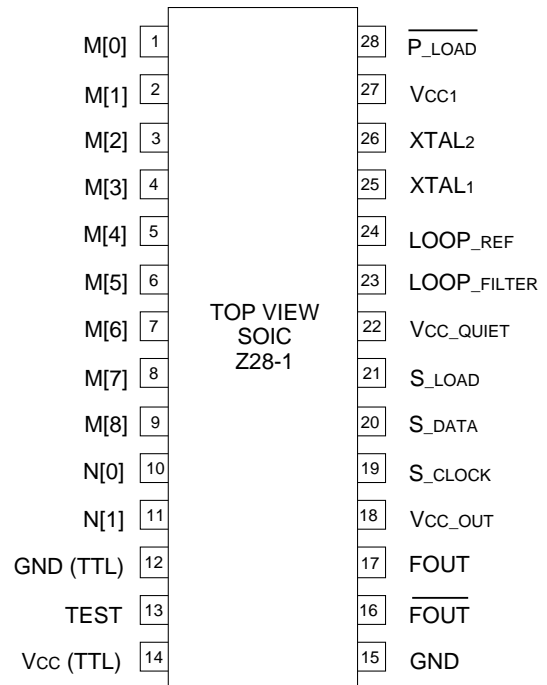 M[0] 1 28 P_LOAD
M[1] 2 27 VCC1
M[2] 3 26 XTAL2
M[3] 4 25 XTAL1
M[4] 5 24 LOOP_REF
M[5] 6 23 LOOP_FILTER
M[6] 7 22 VCC_QUIET
TOP VIEW
SOIC
Z28-1
M[7] 8 21 S_LOAD
M[8] 9 20 S_DATA
N[0] 10 19 S_CLOCK
N[1] 11 18 VCC_OUT
GND (TTL) 12 17 FOUT
TEST 13 16 FOUT
VCC (TTL) 14 15 GND